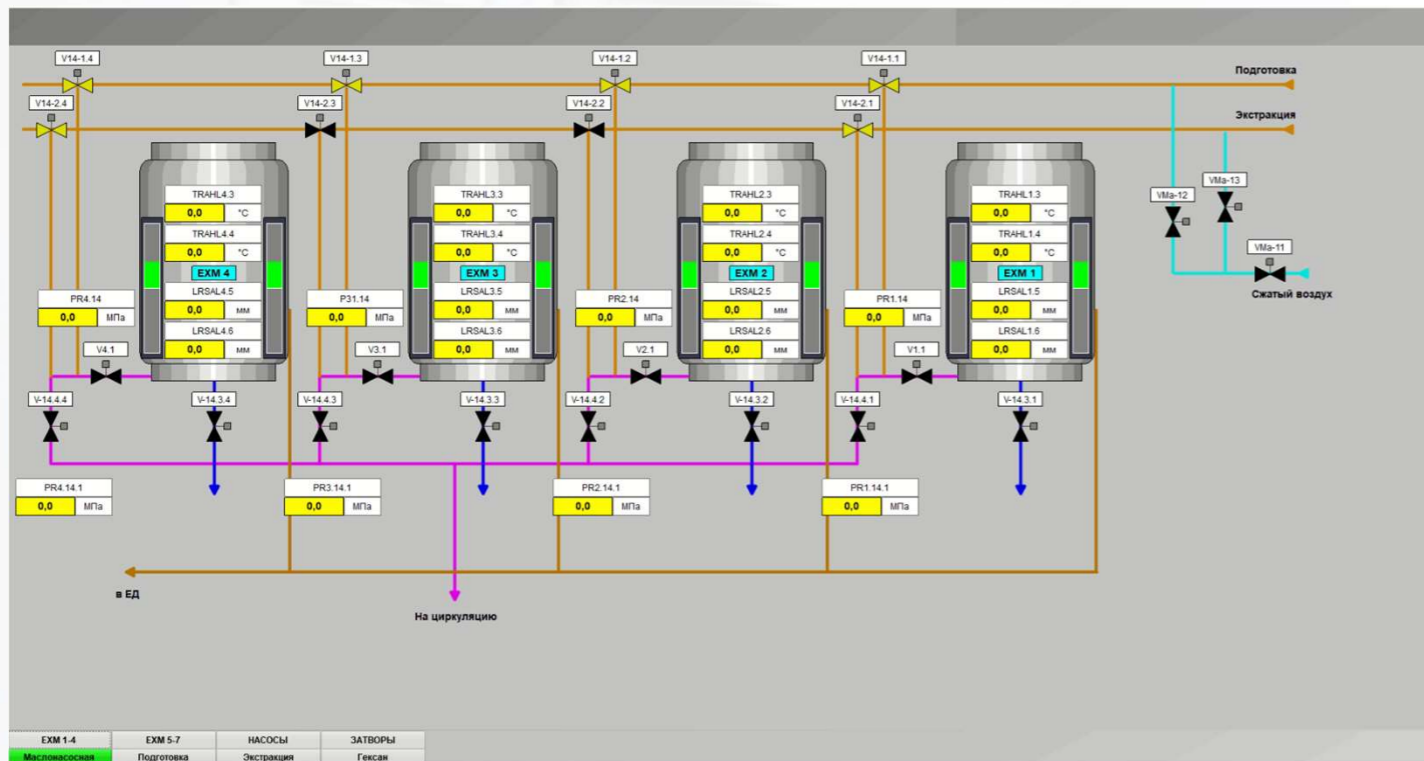 V14-1.4 V14-1.3 V14-1.2 V14-1.1
Подготовка
V14-2.4 V14-2.3 V14-2.2 V14-2.1
Экстракция
TRAHL4.3 TRAHL3.3 TRAHL2.3 TRAHL1.3
0,0 °C 0,0 °C 0,0 °C 0,0 °C
VMa-12 VMa-13
TRAHL4.4 TRAHL3.4 TRAHL2.4 TRAHL1.4
0,0 °C 0,0 °C 0,0 °C 0,0 °C
VMa-11
EXM 4 EXM 3 EXM 2 EXM 1
Сжатый воздух
LRSAL4.5 LRSAL3.5 LRSAL2.5 LRSAL1.5
PR4.14 P31.14 PR2.14 PR1.14
0,0 мм 0,0 мм 0,0 мм 0,0 мм
0,0 МПа 0,0 МПа 0,0 МПа 0,0 МПа
LRSAL4.6 LRSAL3.6 LRSAL2.6 LRSAL1.6
V4.1 V3.1 V2.1 V1.1
0,0 мм 0,0 мм 0,0 мм 0,0 мм
V-14.4.4 V-14.3.4 V-14.4.3 V-14.3.3 V-14.4.2 V-14.3.2 V-14.4.1 V-14.3.1
PR4.14.1 PR3.14.1 PR2.14.1 PR1.14.1
0,0 МПа 0,0 МПа 0,0 МПа 0,0 МПа
в ЕД
На циркуляцию
EXM 1-4 EXM 5-7 НАСОСЫ ЗАТВОРЫ
Маслонасосная Подготовка Экстракция Гексан